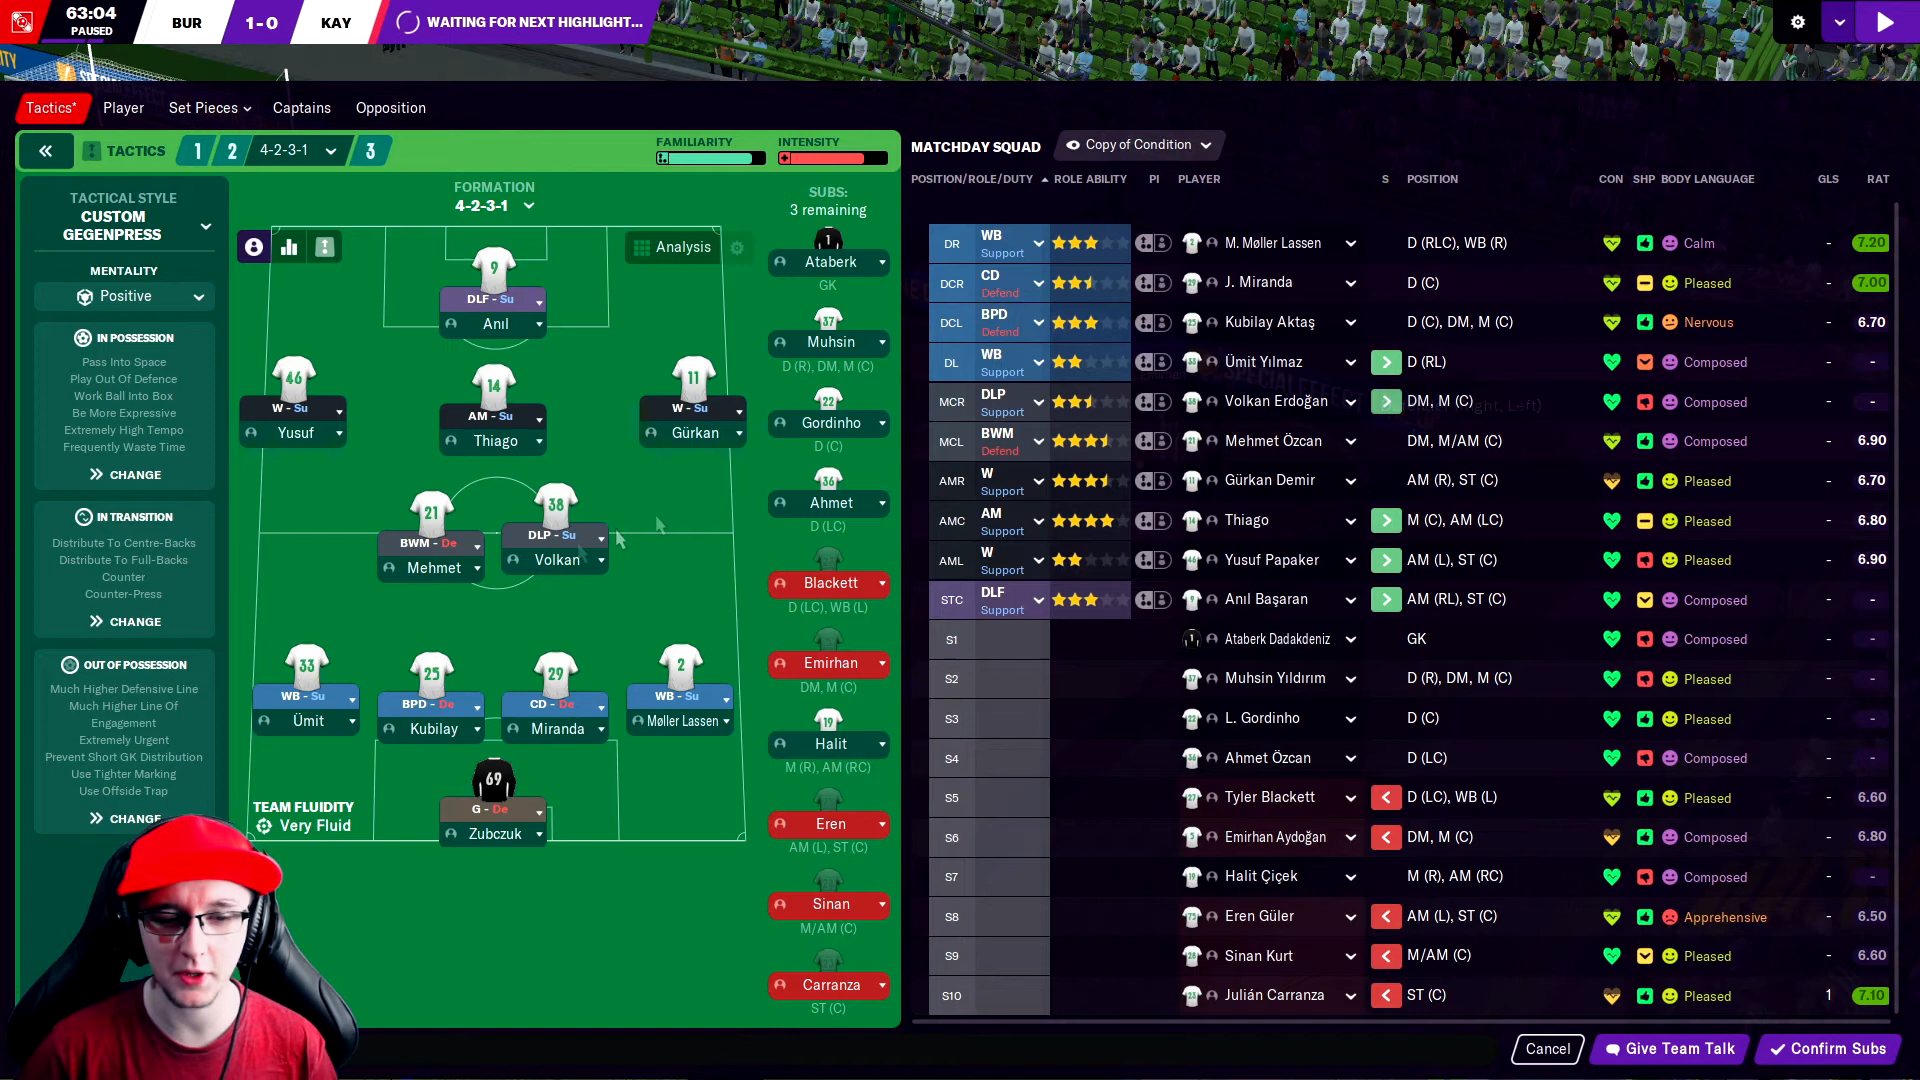 63:04
PAUSED
BUR
1 - 0
KAY
WAITING FOR NEXT HIGHLIGHT...
Tactics*
Player
Set Pieces
Captains
Opposition
TACTICS
1
2
4-2-3-1
3
FAMILIARITY
INTENSITY
TACTICAL STYLE
CUSTOM
GEGENPRESS
MENTALITY
Positive
IN POSSESSION
Pass Into Space
Play Out Of Defence
Work Ball Into Box
Be More Expressive
Extremely High Tempo
Frequently Waste Time
CHANGE
IN TRANSITION
Distribute To Centre-Backs
Distribute To Full-Backs
Counter
Counter-Press
CHANGE
OUT OF POSSESSION
Much Higher Defensive Line
Much Higher Line Of
Engagement
Extremely Urgent
Prevent Short GK Distribution
Use Tighter Marking
Use Offside Trap
CHANGE
FORMATION
4-2-3-1
Analysis
9
DLF - Su
Anıl
46
W - Su
Yusuf
14
AM - Su
Thiago
11
W - Su
Gürkan
21
BWM - De
Mehmet
38
DLP - Su
Volkan
33
WB - Su
Ümit
25
BPD - De
Kubilay
29
CD - De
Miranda
2
WB - Su
Møller Lassen
69
G - De
Zubczuk
TEAM FLUIDITY
Very Fluid
SUBS:
3 remaining
1
Ataberk
GK
37
Muhsin
D (R), DM, M (C)
22
Gordinho
D (C)
36
Ahmet
D (LC)
Blackett
D (LC), WB (L)
Emirhan
DM, M (C)
19
Halit
M (R), AM (RC)
Eren
AM (L), ST (C)
Sinan
M/AM (C)
Carranza
ST (C)
MATCHDAY SQUAD
Copy of Condition
POSITION/ROLE/DUTY ROLE ABILITY PI PLAYER S POSITION CON SHP BODY LANGUAGE GLS RAT
DR WB Support M. Møller Lassen D (RLC), WB (R) Calm - 7.20
DCR CD Defend J. Miranda D (C) Pleased - 7.00
DCL BPD Defend Kubilay Aktaş D (C), DM, M (C) Nervous - 6.70
DL WB Support Ümit Yılmaz D (RL) Composed - -
MCR DLP Support Volkan Erdoğan DM, M (C) Composed - -
MCL BWM Defend Mehmet Özcan DM, M/AM (C) Composed - 6.90
AMR W Support Gürkan Demir AM (R), ST (C) Pleased - 6.70
AMC AM Support Thiago M (C), AM (LC) Pleased - 6.80
AML W Support Yusuf Papaker AM (L), ST (C) Pleased - 6.90
STC DLF Support Anıl Başaran AM (RL), ST (C) Composed - -
S1 Ataberk Dadakdeniz GK Composed - -
S2 Muhsin Yıldırım D (R), DM, M (C) Pleased - -
S3 L. Gordinho D (C) Pleased - -
S4 Ahmet Özcan D (LC) Composed - -
S5 Tyler Blackett D (LC), WB (L) Pleased - 6.60
S6 Emirhan Aydoğan DM, M (C) Composed - 6.80
S7 Halit Çiçek M (R), AM (RC) Composed - -
S8 Eren Güler AM (L), ST (C) Apprehensive - 6.50
S9 Sinan Kurt M/AM (C) Pleased - 6.60
S10 Julián Carranza ST (C) Pleased 1 7.10
Cancel
Give Team Talk
Confirm Subs